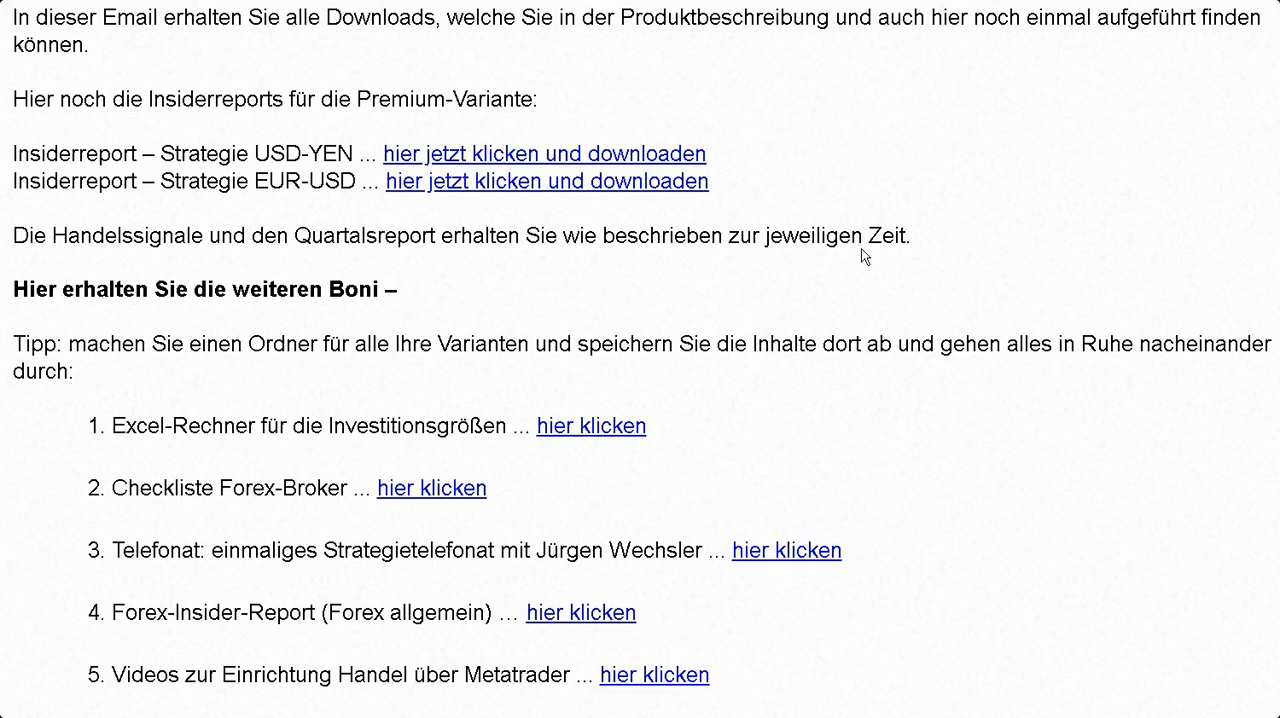 In dieser Email erhalten Sie alle Downloads, welche Sie in der Produktbeschreibung und auch hier noch einmal aufgeführt finden
können.
Hier noch die Insiderreports für die Premium-Variante:
Insiderreport – Strategie USD-YEN ... hier jetzt klicken und downloaden
Insiderreport – Strategie EUR-USD ... hier jetzt klicken und downloaden
Die Handelssignale und den Quartalsreport erhalten Sie wie beschrieben zur jeweiligen Zeit.
Hier erhalten Sie die weiteren Boni –
Tipp: machen Sie einen Ordner für alle Ihre Varianten und speichern Sie die Inhalte dort ab und gehen alles in Ruhe nacheinander
durch:
1. Excel-Rechner für die Investitionsgrößen ... hier klicken
2. Checkliste Forex-Broker ... hier klicken
3. Telefonat: einmaliges Strategietelefonat mit Jürgen Wechsler ... hier klicken
4. Forex-Insider-Report (Forex allgemein) ... hier klicken
5. Videos zur Einrichtung Handel über Metatrader ... hier klicken